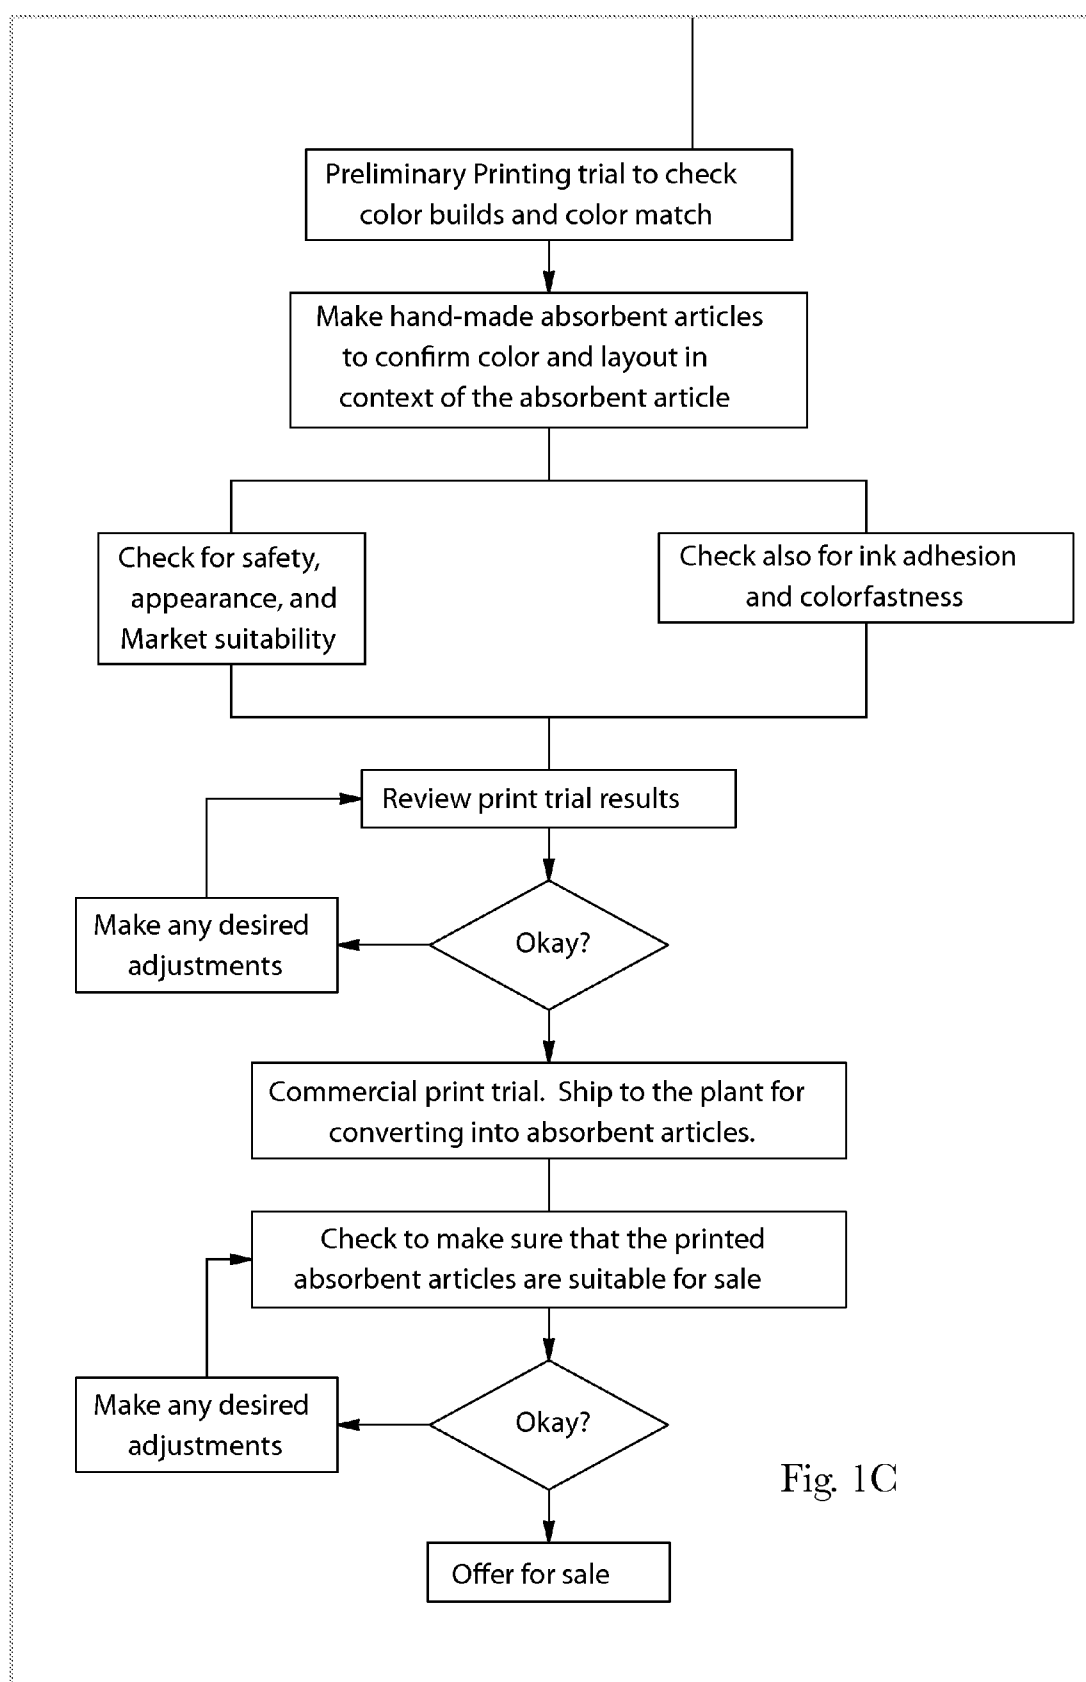 Preliminary Printing trial to check
color builds and color match
Make hand-made absorbent articles
to confirm color and layout in
context of the absorbent article
Check for safety,
appearance, and
Market suitability
Check also for ink adhesion
and colorfastness
Review print trial results
Make any desired
adjustments
Okay?
Commercial print trial. Ship to the plant for
converting into absorbent articles.
Check to make sure that the printed
absorbent articles are suitable for sale
Make any desired
adjustments
Okay?
Fig. 1C
Offer for sale